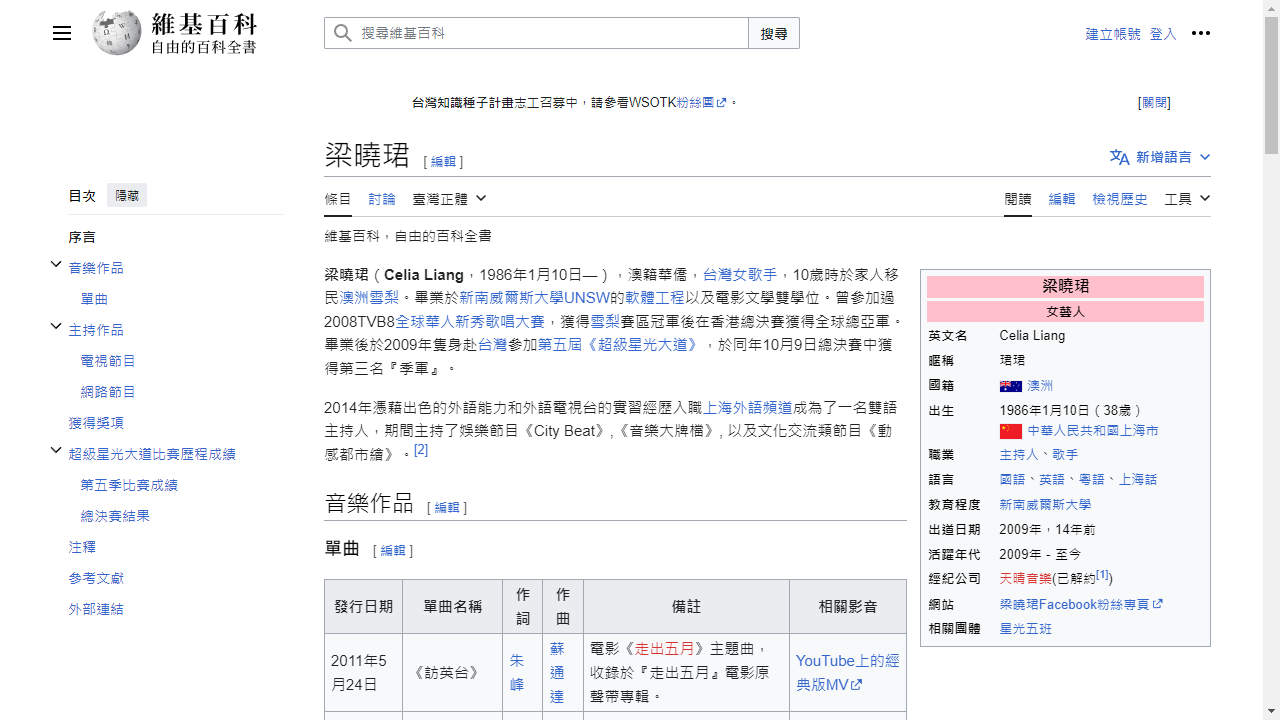 維基百科
自由的百科全書
搜尋維基百科
搜尋
建立帳號
登入
台灣知識種子計畫志工召募中，請參看WSOTK粉絲團。
[關閉]
目次
隱藏
序言
音樂作品
單曲
主持作品
電視節目
網路節目
獲得獎項
超級星光大道比賽歷程成績
第五季比賽成績
總決賽結果
注釋
參考文獻
外部連結
梁曉珺 [ 編輯 ]
新增語言
條目
討論
臺灣正體
閱讀
編輯
檢視歷史
工具
維基百科，自由的百科全書
梁曉珺（Celia Liang，1986年1月10日—），澳籍華僑，台灣女歌手，10歲時於家人移
民澳洲雪梨。畢業於新南威爾斯大學UNSW的軟體工程以及電影文學雙學位。曾參加過
2008TVB8全球華人新秀歌唱大賽，獲得雪梨賽區冠軍後在香港總決賽獲得全球總亞軍。
畢業後於2009年隻身赴台灣參加第五屆《超級星光大道》，於同年10月9日總決賽中獲
得第三名『季軍』。
2014年憑藉出色的外語能力和外語電視台的實習經歷入職上海外語頻道成為了一名雙語
主持人，期間主持了娛樂節目《City Beat》,《音樂大牌檔》, 以及文化交流類節目《動
感都市繪》。[2]
梁曉珺
女藝人
英文名 Celia Liang
暱稱 珺珺
國籍 澳洲
出生 1986年1月10日（38歲）
中華人民共和國上海市
職業 主持人、歌手
語言 國語、英語、粵語、上海話
教育程度 新南威爾斯大學
出道日期 2009年，14年前
活躍年代 2009年 - 至今
經紀公司 天晴音樂(已解約[1])
網站 梁曉珺Facebook粉絲專頁
相關團體 星光五班
音樂作品 [ 編輯 ]
單曲 [ 編輯 ]
發行日期 單曲名稱 作詞 作曲 備註 相關影音
2011年5月24日
《訪英台》
朱峰
蘇通達
電影《走出五月》主題曲，
收錄於『走出五月』電影原
聲帶專輯。
YouTube上的經
典版MV